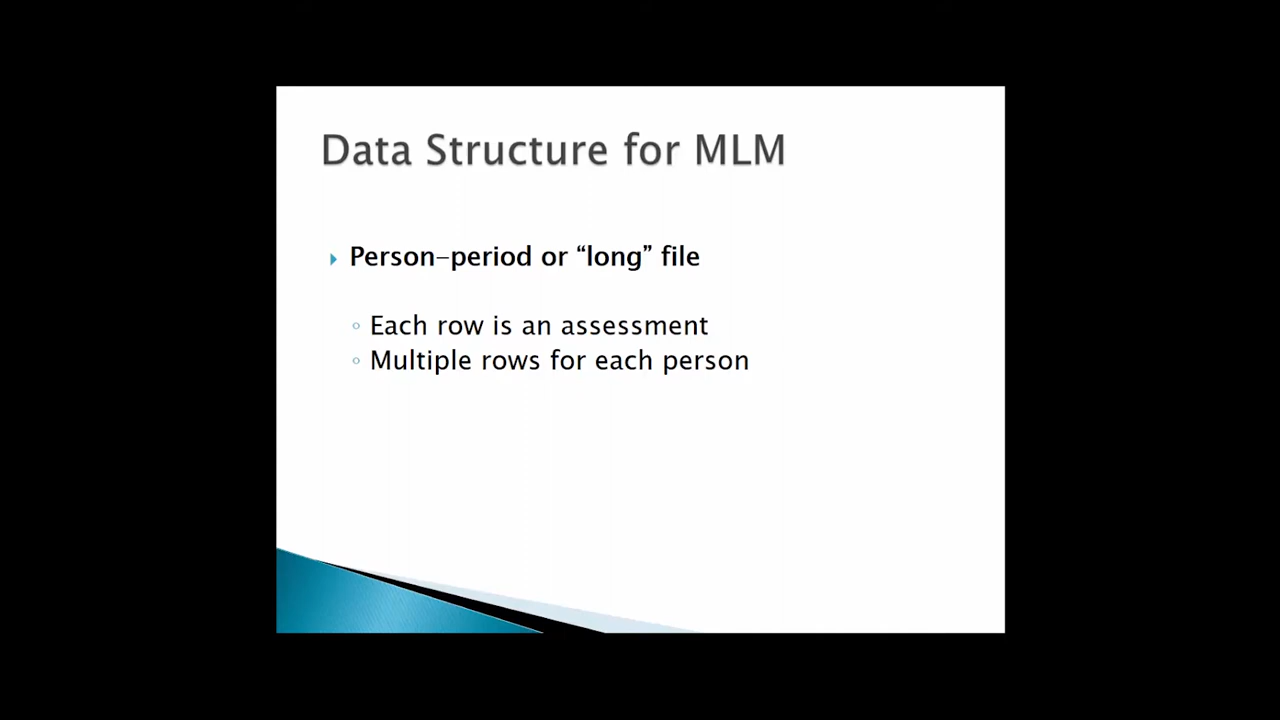 Data Structure for MLM
Person-period or “long” file
Each row is an assessment
Multiple rows for each person